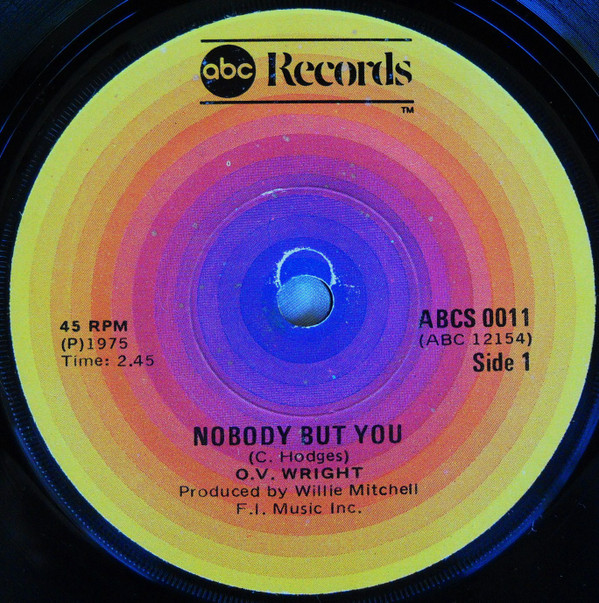 abc Records
TM
45 RPM
(P)1975
Time: 2.45
ABCS 0011
(ABC 12154)
Side 1
NOBODY BUT YOU
(C. Hodges)
O.V. WRIGHT
Produced by Willie Mitchell
F.I. Music Inc.